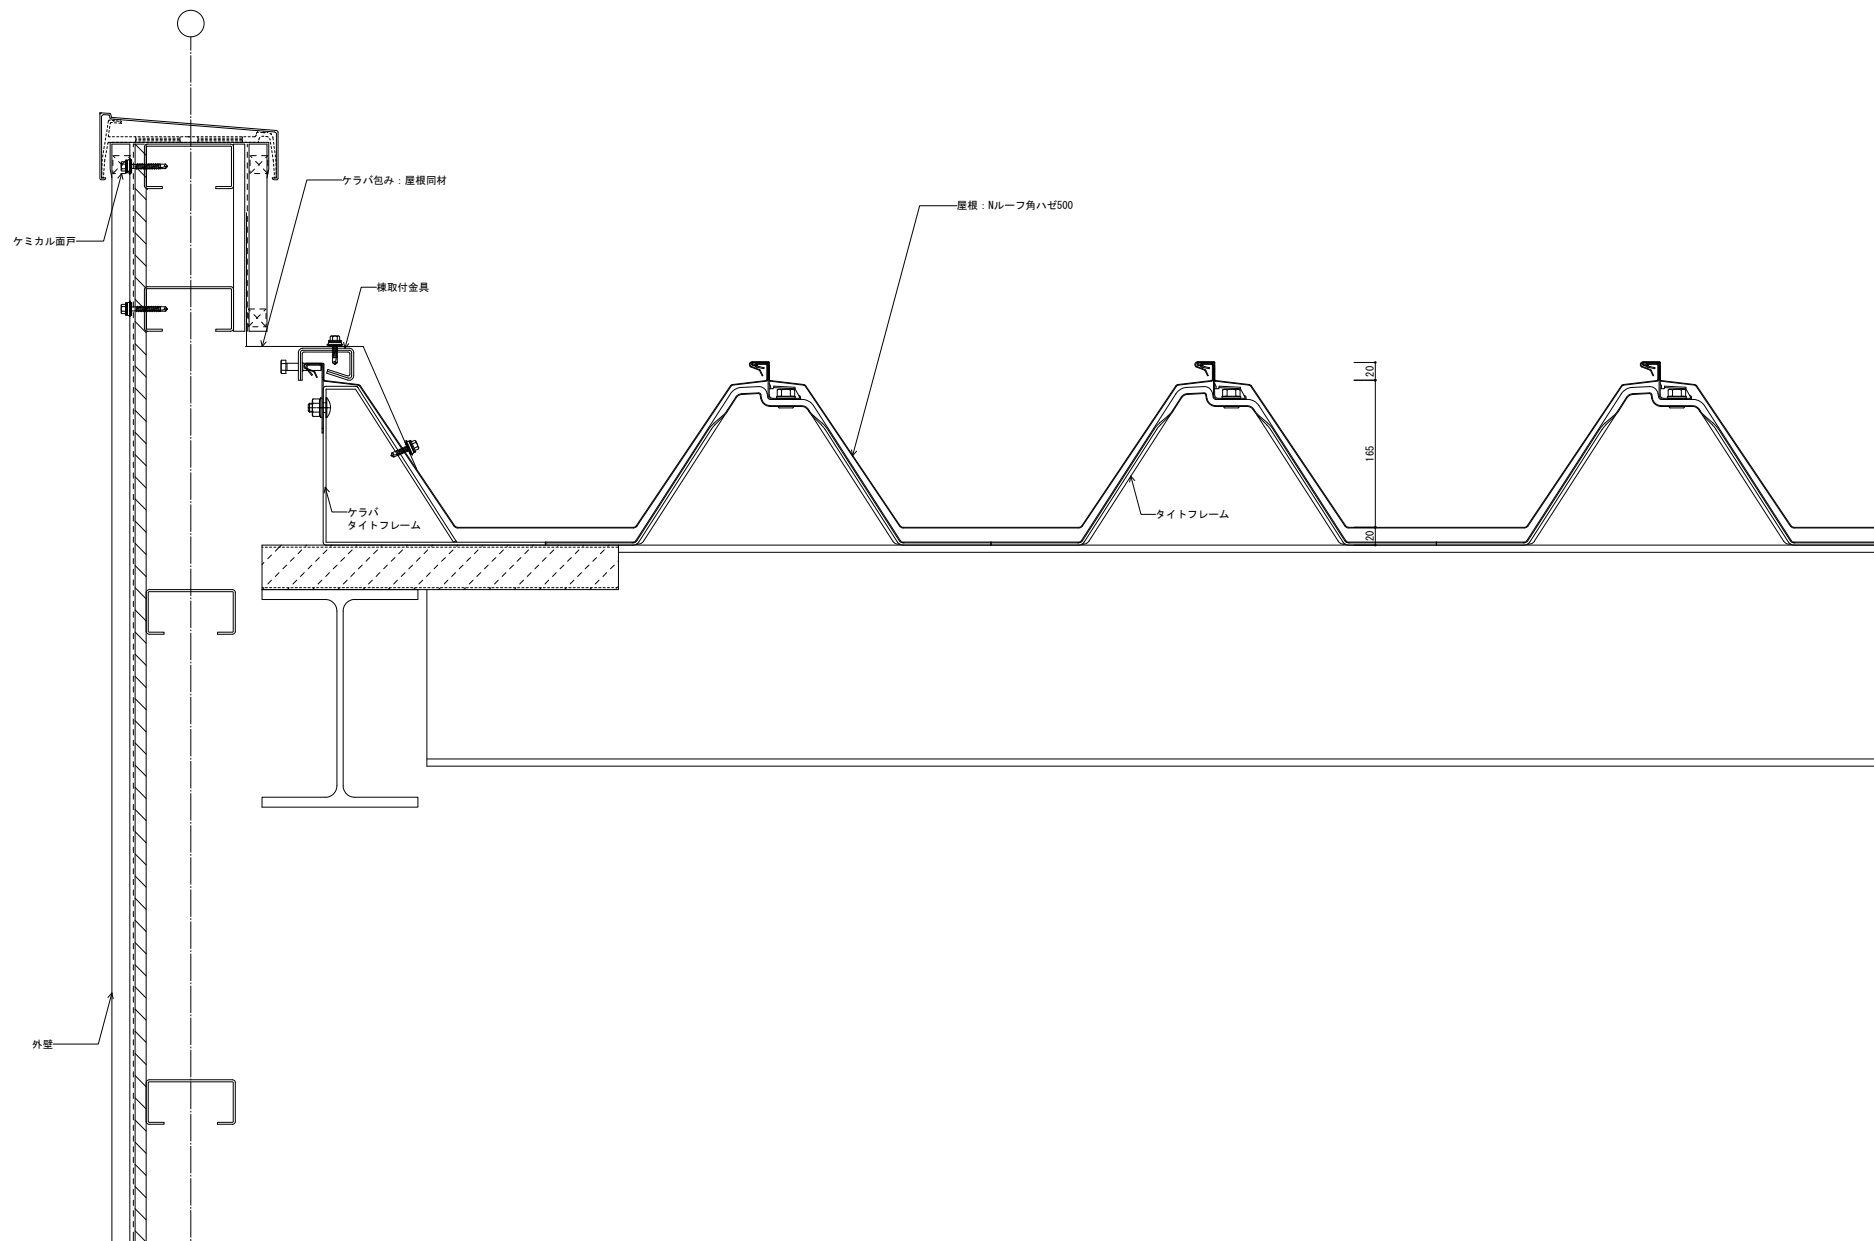 ケラバ包み：屋根同材
屋根：Nルーフ角ハゼ500
ケミカル面戸
棟取付金具
20
165
20
ケラバ
タイトフレーム
タイトフレーム
外壁